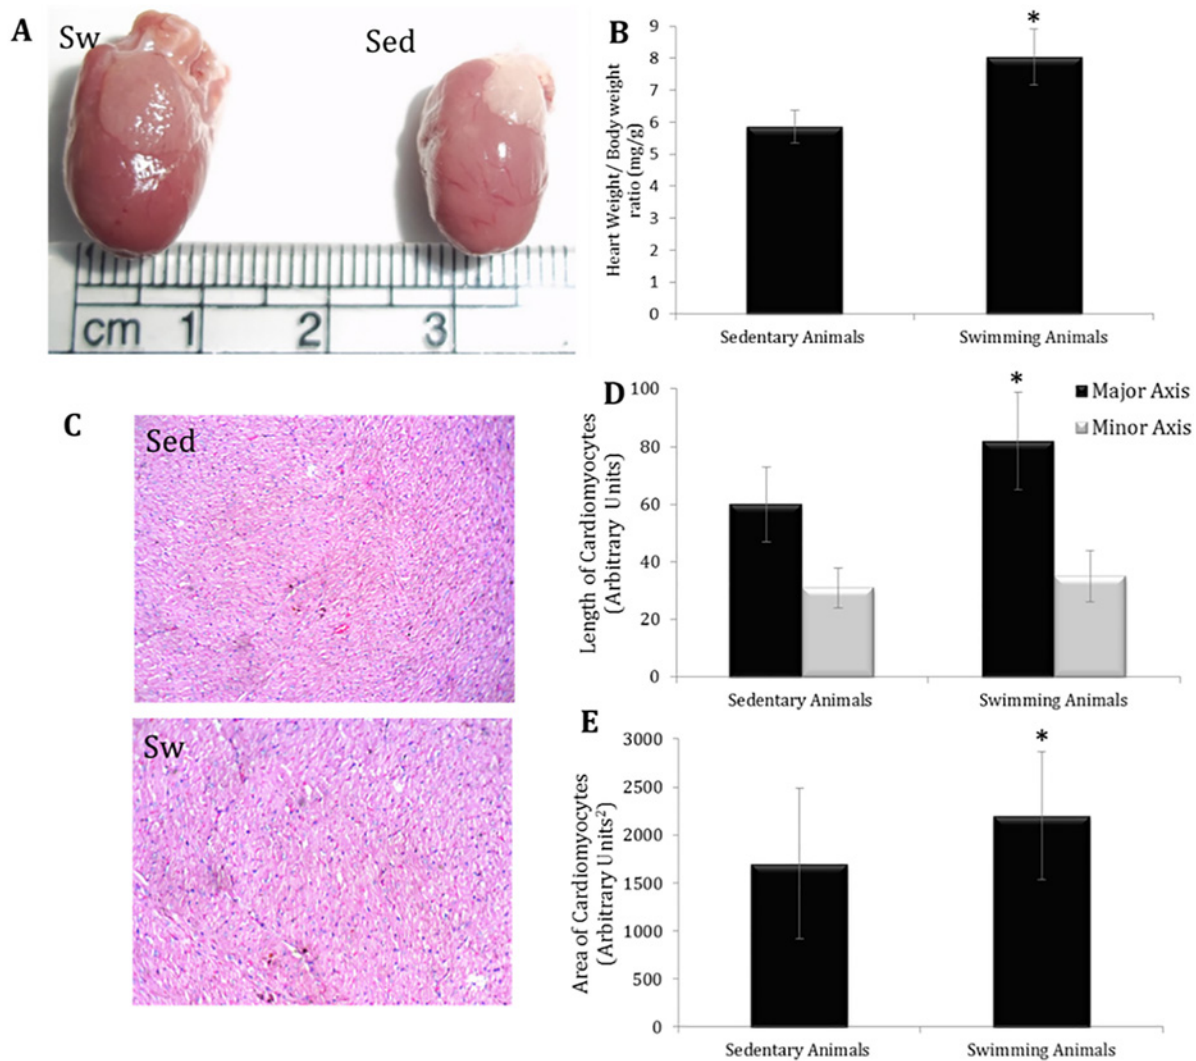 A
Sw
Sed
cm 1 2 3
B
Heart Weight/ Body weight
ratio (mg/g)
9
8
7
6
5
4
3
2
1
0
*
Sedentary Animals
Swimming Animals
C
Sed
Sw
D
Length of Cardiomyocytes
(Arbitrary Units)
100
80
60
40
20
0
*
Major Axis
Minor Axis
Sedentary Animals
Swimming Animals
E
Area of Cardiomyocytes
(Arbitrary Units²)
3000
2500
2000
1500
1000
500
0
*
Sedentary Animals
Swimming Animals